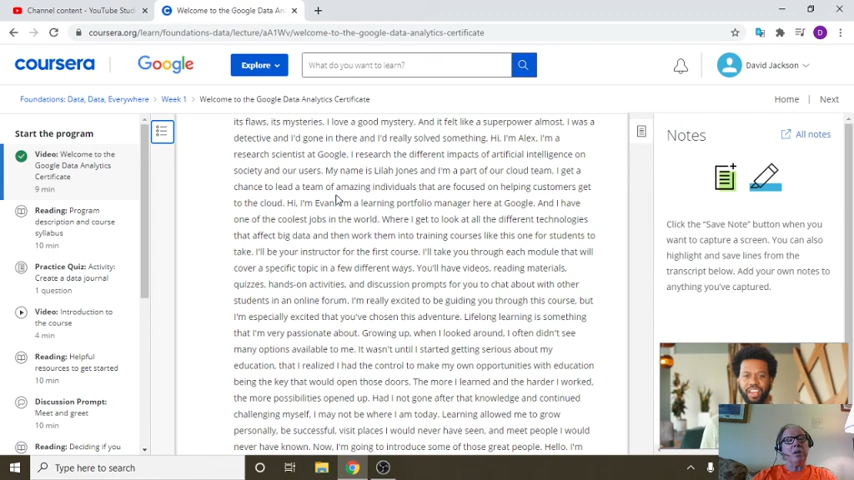 Channel content - YouTube Stud
Welcome to the Google Data An
coursera.org/learn/foundations-data/lecture/aA1Wv/welcome-to-the-google-data-analytics-certificate
D
coursera
Google
Explore
What do you want to learn?
David Jackson
Foundations: Data, Data, Everywhere > Week 1 > Welcome to the Google Data Analytics Certificate
Home
Next
Start the program
Video: Welcome to the
Google Data Analytics
Certificate
9 min
Reading: Program
description and course
syllabus
10 min
Practice Quiz: Activity:
Create a data journal
1 question
Video: Introduction to
the course
4 min
Reading: Helpful
resources to get started
10 min
Discussion Prompt:
Meet and greet
10 min
Reading: Deciding if you
its flaws, its mysteries. I love a good mystery. And it felt like a superpower almost. I was a
detective and I'd gone in there and I'd really solved something. Hi, I'm Alex. I'm a
research scientist at Google. I research the different impacts of artificial intelligence on
society and our users. My name is Lilah Jones and I'm a part of our cloud team. I get a
chance to lead a team of amazing individuals that are focused on helping customers get
to the cloud. Hi, I'm Evan. I'm a learning portfolio manager here at Google. And I have
one of the coolest jobs in the world. Where I get to look at all the different technologies
that affect big data and then work them into training courses like this one for students to
take. I'll be your instructor for the first course. I'll take you through each module that will
cover a specific topic in a few different ways. You'll have videos, reading materials,
quizzes, hands-on activities, and discussion prompts for you to chat about with other
students in an online forum. I'm really excited to be guiding you through this course, but
I'm especially excited that you've chosen this adventure. Lifelong learning is something
that I'm very passionate about. Growing up, when I looked around, I often didn't see
many options available to me. It wasn't until I started getting serious about my
education, that I realized I had the control to make my own opportunities with education
being the key that would open those doors. The more I learned and the harder I worked,
the more possibilities opened up. Had I not gone after that knowledge and continued
challenging myself. I may not be where I am today. Learning allowed me to grow
personally, be successful, visit places I would never have seen, and meet people I would
never have known. Now, I'm going to introduce some of those great people. Hello. I'm
Notes
All notes
Click the “Save Note” button when you
want to capture a screen. You can also
highlight and save lines from the
transcript below. Add your own notes to
anything you've captured.
Type here to search